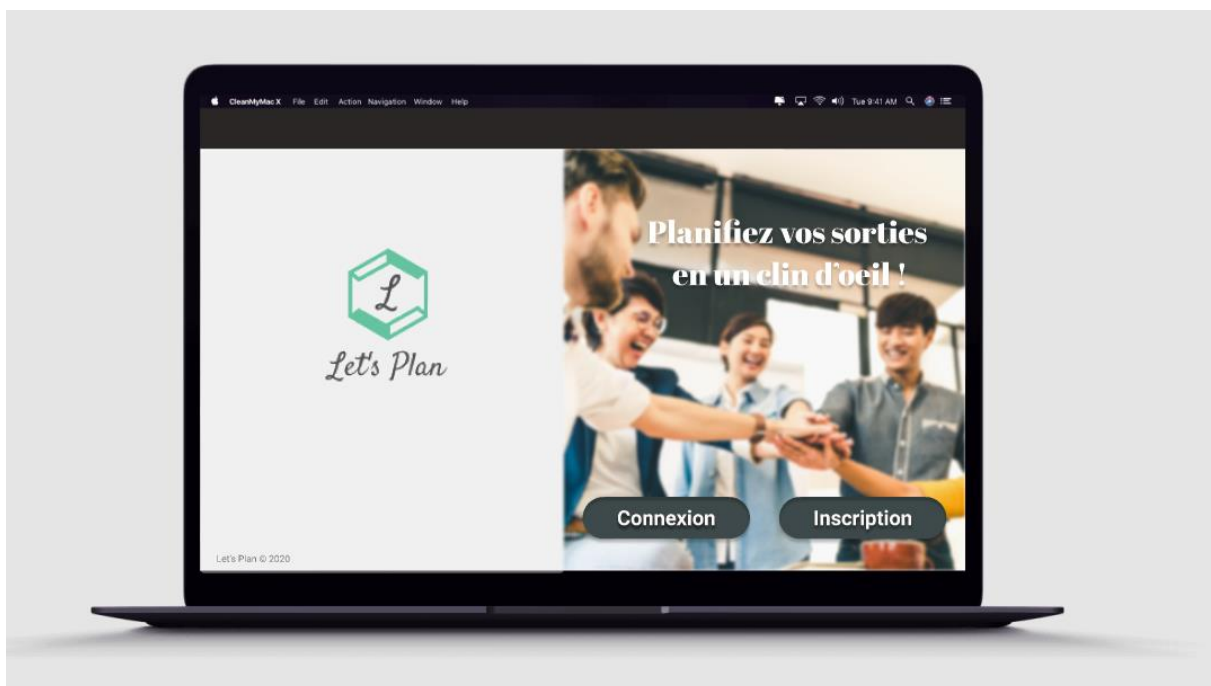 CleanMyMac X File Edit Action Navigation Window Help Tue 9:41 AM
Planifiez vos sorties
en un clin d'oeil !
L
Let's Plan
Connexion Inscription
Let's Plan © 2020